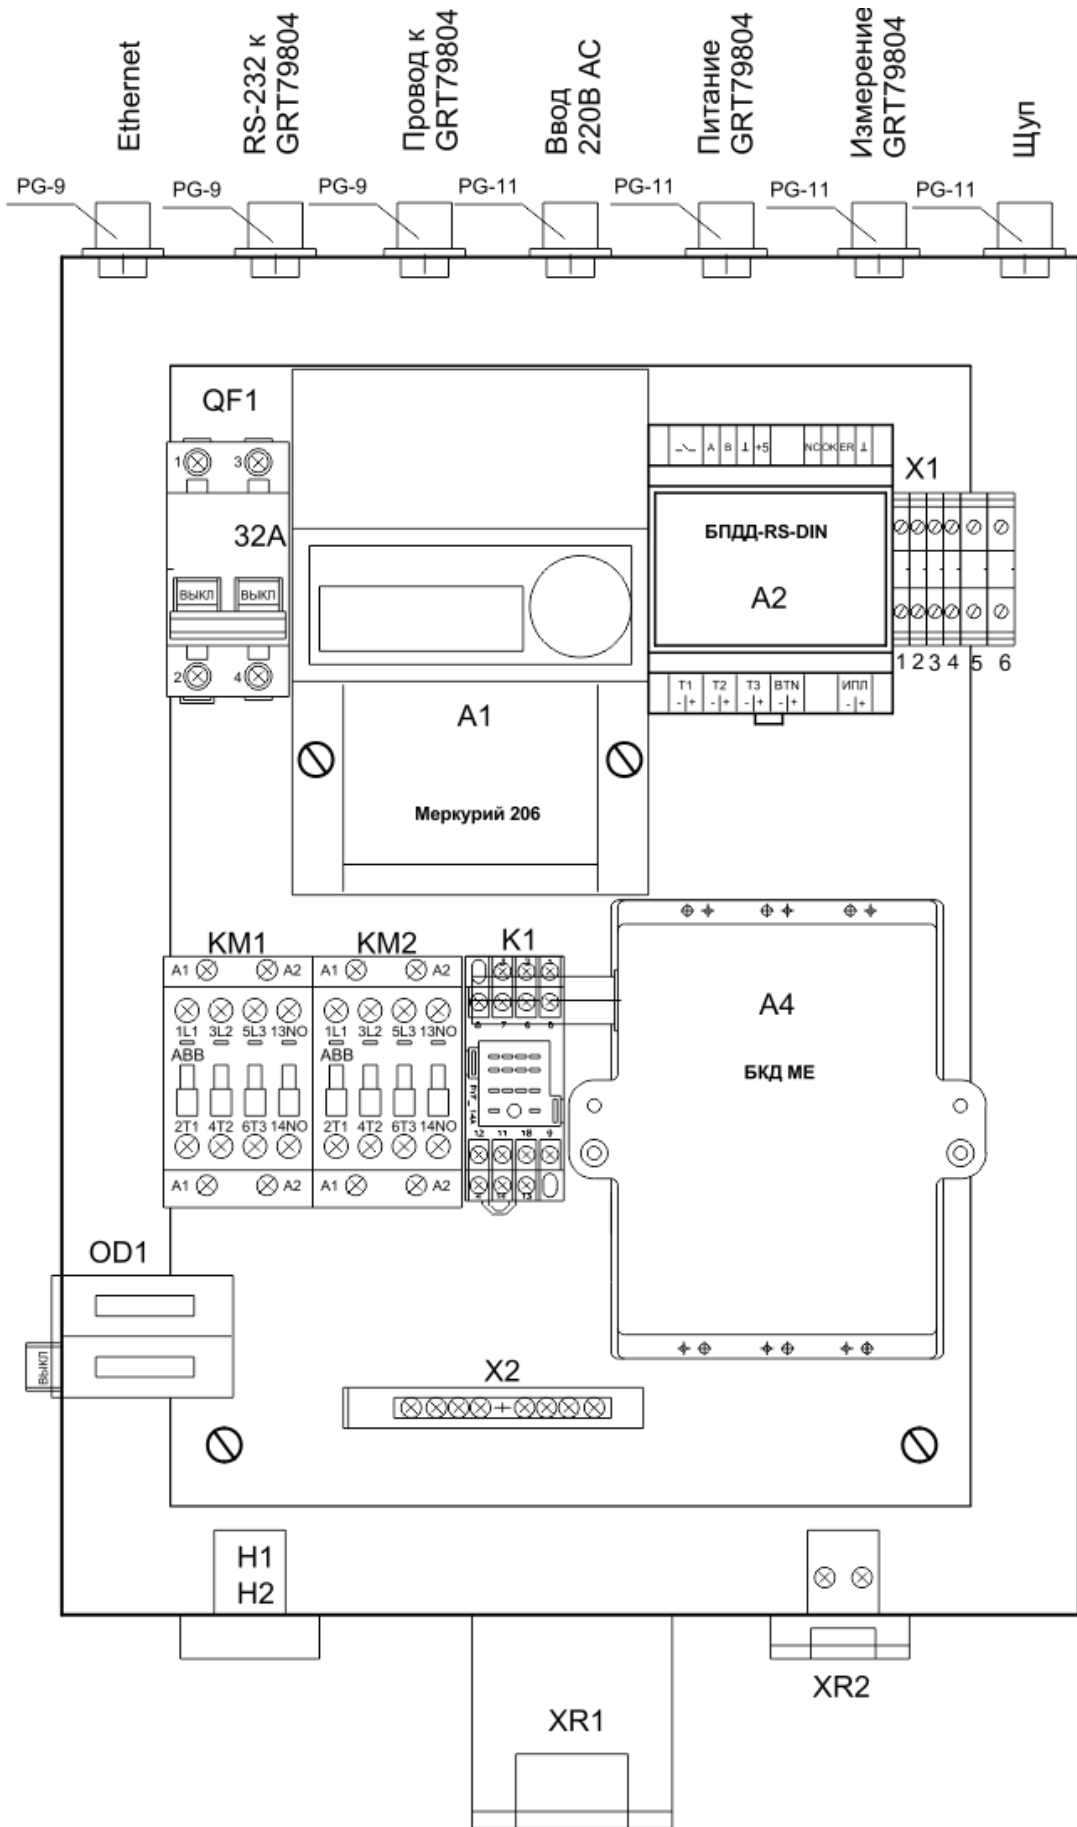 Ethernet
RS-232 к
GRT79804
Провод к
GRT79804
Ввод
220В АС
Питание
GRT79804
Измерение
GRT79804
Щуп
PG-9
PG-9
PG-9
PG-11
PG-11
PG-11
PG-11
QF1
1 3
32А
ВЫКЛ ВЫКЛ
2 4
A B ⊥ +5 NC OK ER ⊥
БПДД-RS-DIN
A2
T1 T2 T3 BTN ИПЛ
- + - + - + - + - +
X1
1 2 3 4 5 6
A1
Меркурий 206
KM1
A1 A2
1L1 3L2 5L3 13NO
ABB
2T1 4T2 6T3 14NO
A1 A2
KM2
A1 A2
1L1 3L2 5L3 13NO
ABB
2T1 4T2 6T3 14NO
A1 A2
K1
12 11 10 9
A4
БКД МЕ
OD1
ВЫКЛ
X2
H1
H2
XR1
XR2